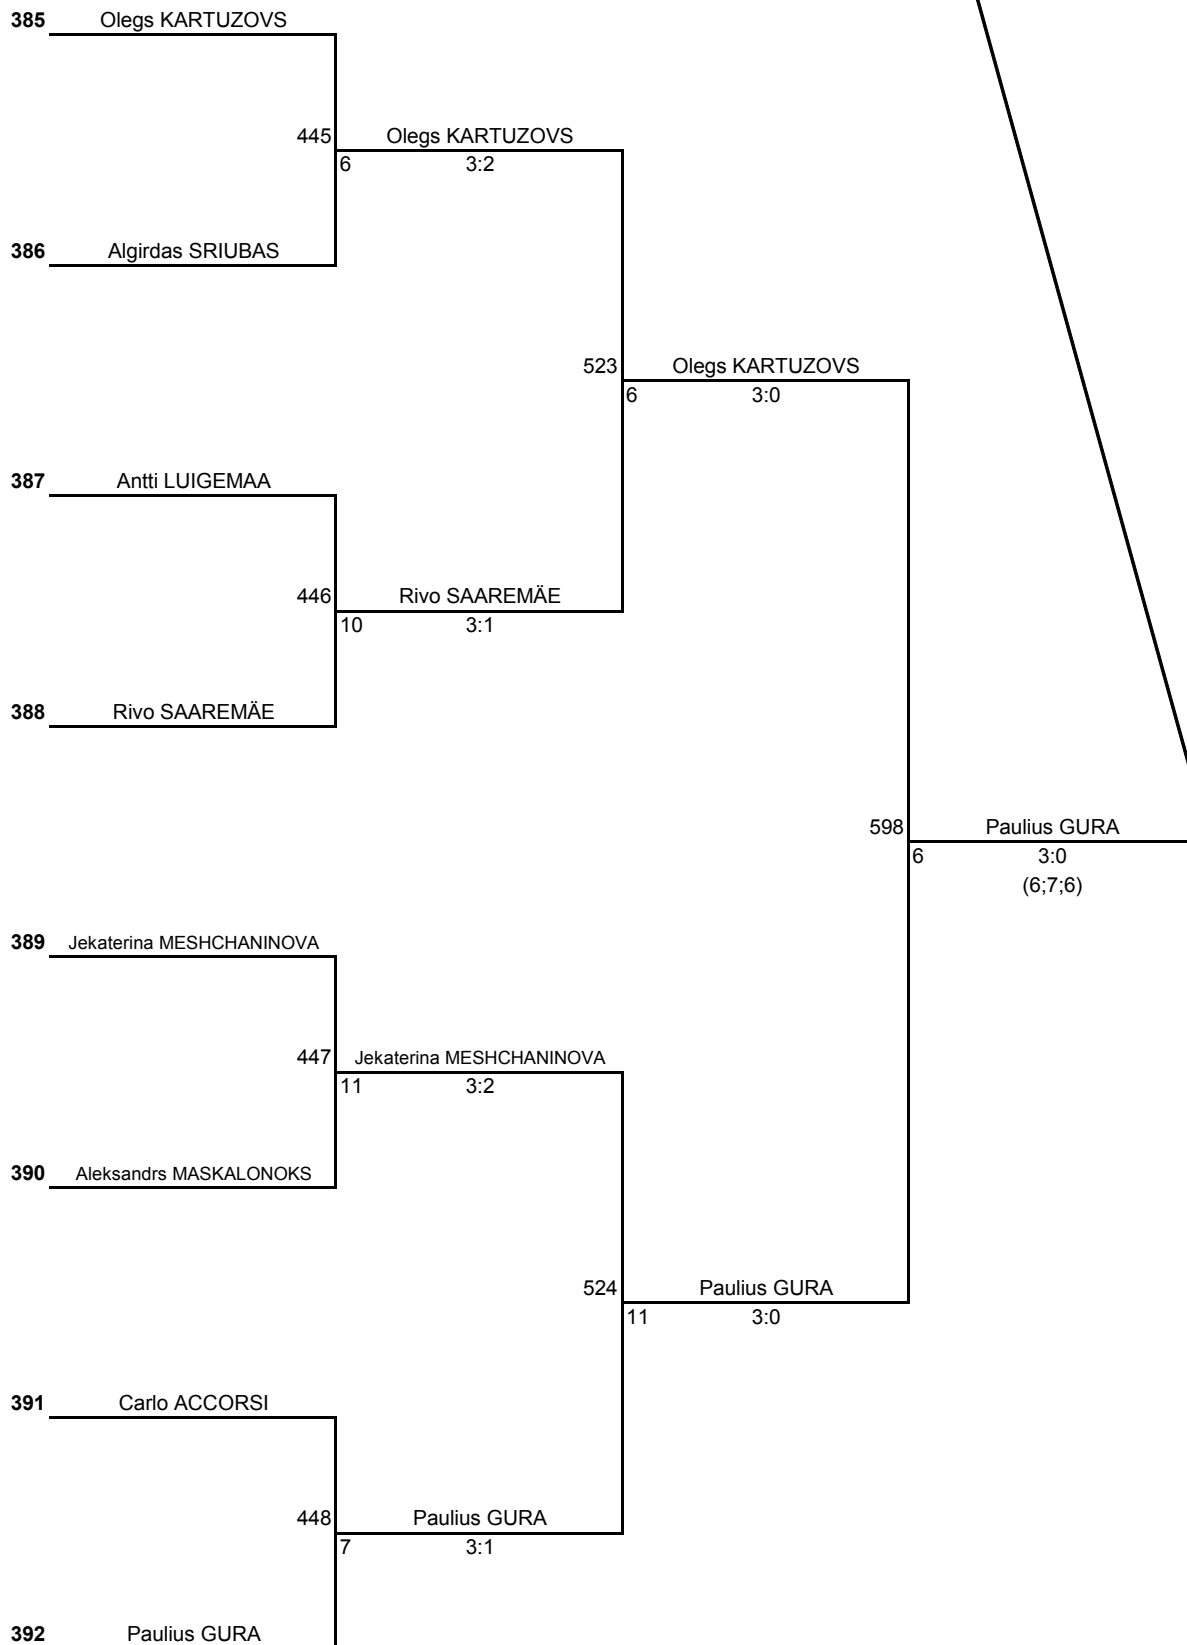 385 Olegs KARTUZOVS
445 Olegs KARTUZOVS
6 3:2
386 Algirdas SRIUBAS
523 Olegs KARTUZOVS
6 3:0
387 Antti LUIGEMAA
446 Rivo SAAREMÄE
10 3:1
388 Rivo SAAREMÄE
598 Paulius GURA
6 3:0
(6;7;6)
389 Jekaterina MESHCHANINOVA
447 Jekaterina MESHCHANINOVA
11 3:2
390 Aleksandrs MASKALONOKS
524 Paulius GURA
11 3:0
391 Carlo ACCORSI
448 Paulius GURA
7 3:1
392 Paulius GURA